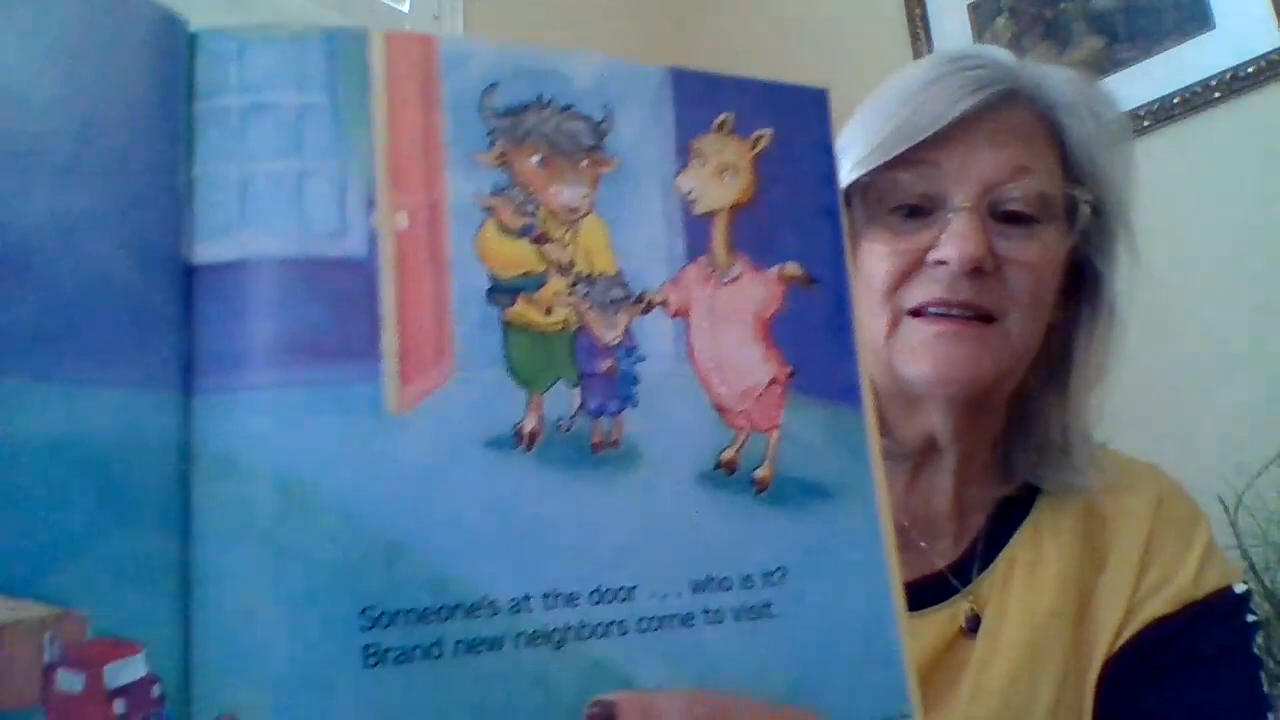 Someone's at the door . . . who is it?
Brand new neighbors come to visit.